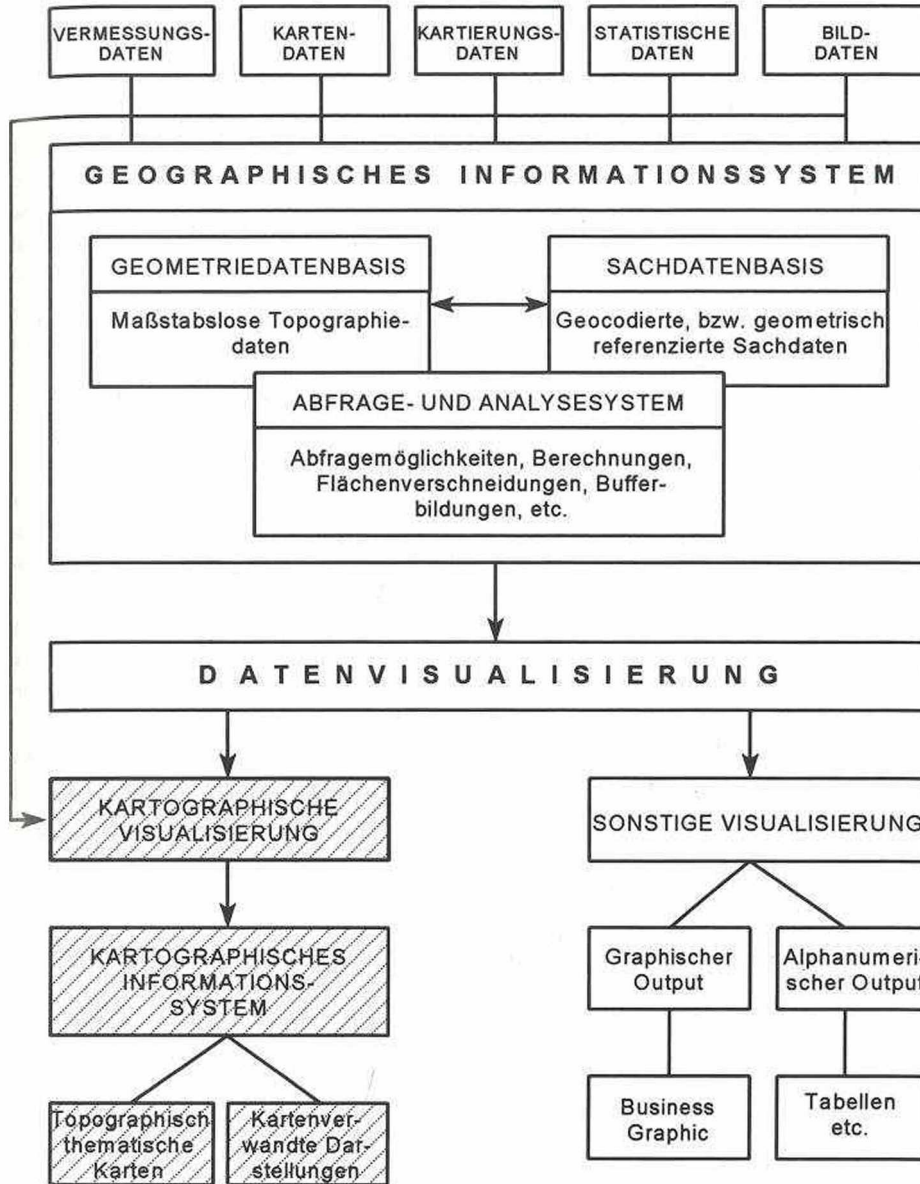 VERMESSUNGS-
DATEN
KARTEN-
DATEN
KARTIERUNGS-
DATEN
STATISTISCHE
DATEN
BILD-
DATEN
GEOGRAPHISCHES INFORMATIONSSYSTEM
GEOMETRIEDATENBASIS
Maßstabslose Topographie-
daten
SACHDATENBASIS
Geocodierte, bzw. geometrisch
referenzierte Sachdaten
ABFRAGE- UND ANALYSESYSTEM
Abfragemöglichkeiten, Berechnungen,
Flächenverschneidungen, Buffer-
bildungen, etc.
DATENVISUALISIERUNG
KARTOGRAPHISCHE
VISUALISIERUNG
SONSTIGE VISUALISIERUNG
KARTOGRAPHISCHES
INFORMATIONS-
SYSTEM
Graphischer
Output
Alphanumeri-
scher Output
Topographisch
thematische
Karten
Kartenver-
wandte Dar-
stellungen
Business
Graphic
Tabellen
etc.